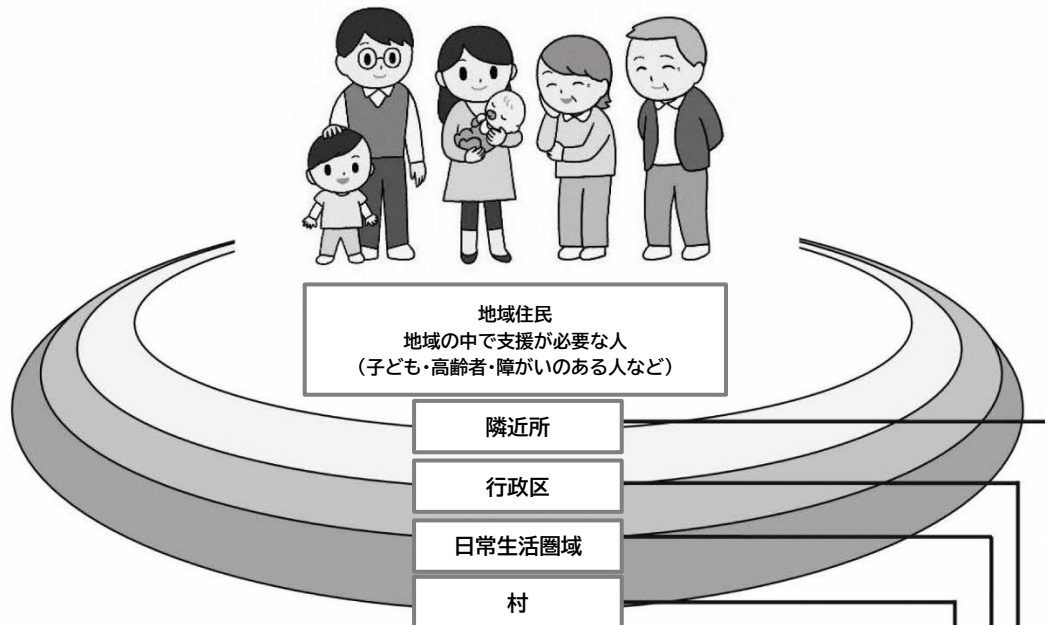 地域住民
地域の中で支援が必要な人
（子ども・高齢者・障がいのある人など）
隣近所
行政区
日常生活圏域
村